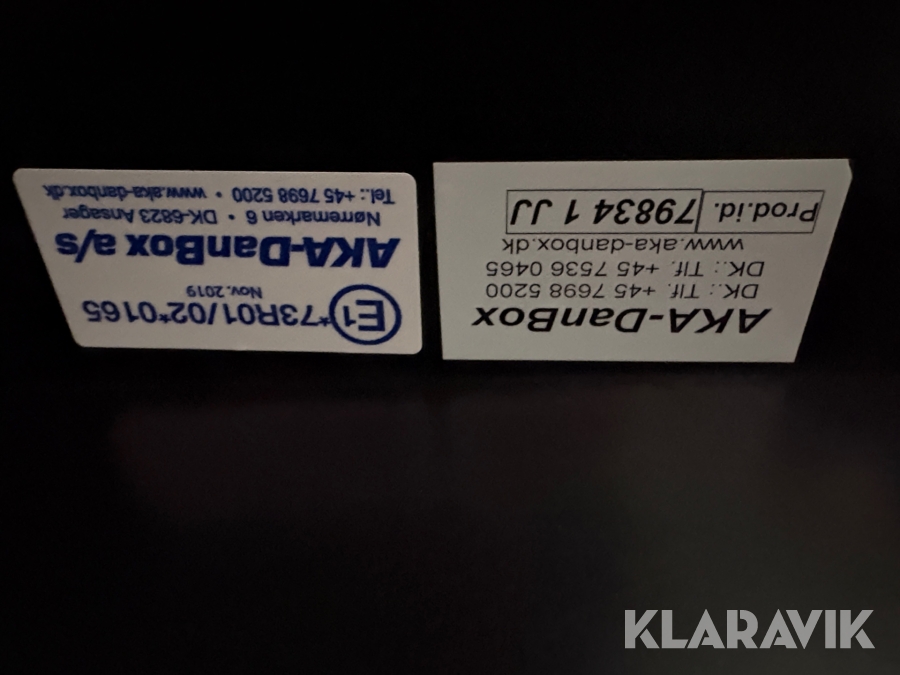 E1 *73R01/02*0165
Nov. 2019
AKA-DanBox a/s
Nørremarken 6 • DK-6823 Ansager
Tel.: +45 7698 5200 • www.aka-danbox.dk
AKA-DanBox
DK.: Tlf. +45 7698 5200
DK.: Tlf. +45 7536 0465
www.aka-danbox.dk
Prod.id. 79834 1 JJ
KLARAVIK